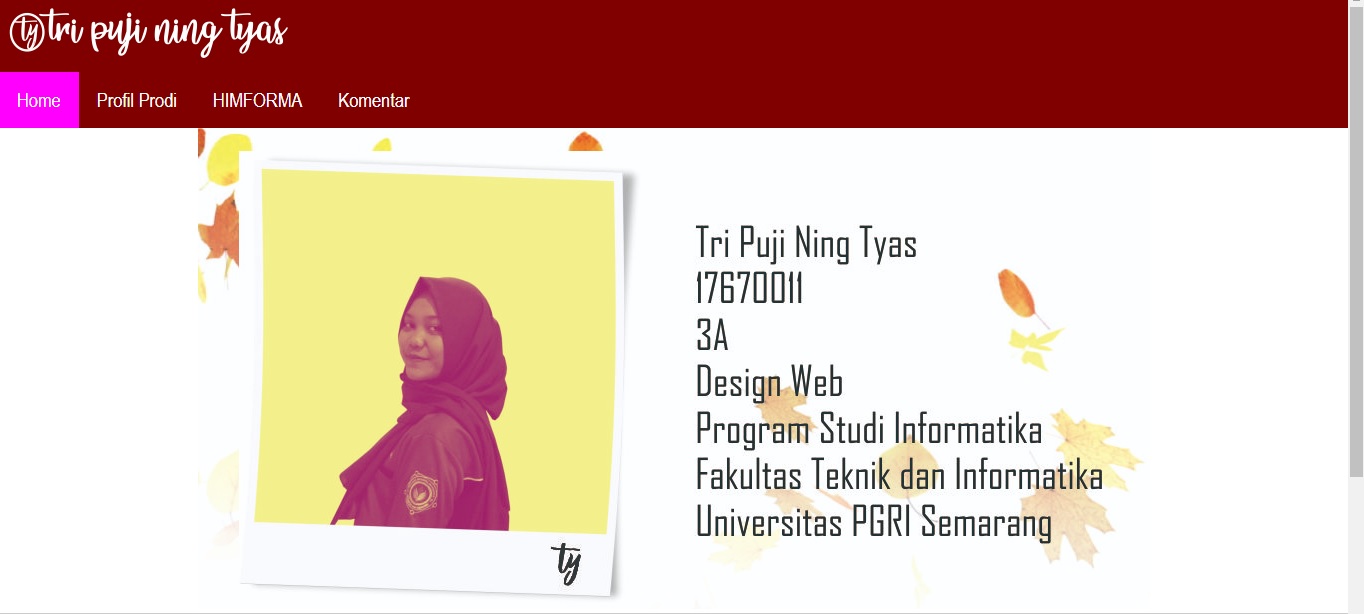 ty tri puji ning tyas
Home Profil Prodi HIMFORMA Komentar
Tri Puji Ning Tyas
17670011
3A
Design Web
Program Studi Informatika
Fakultas Teknik dan Informatika
Universitas PGRI Semarang
ty